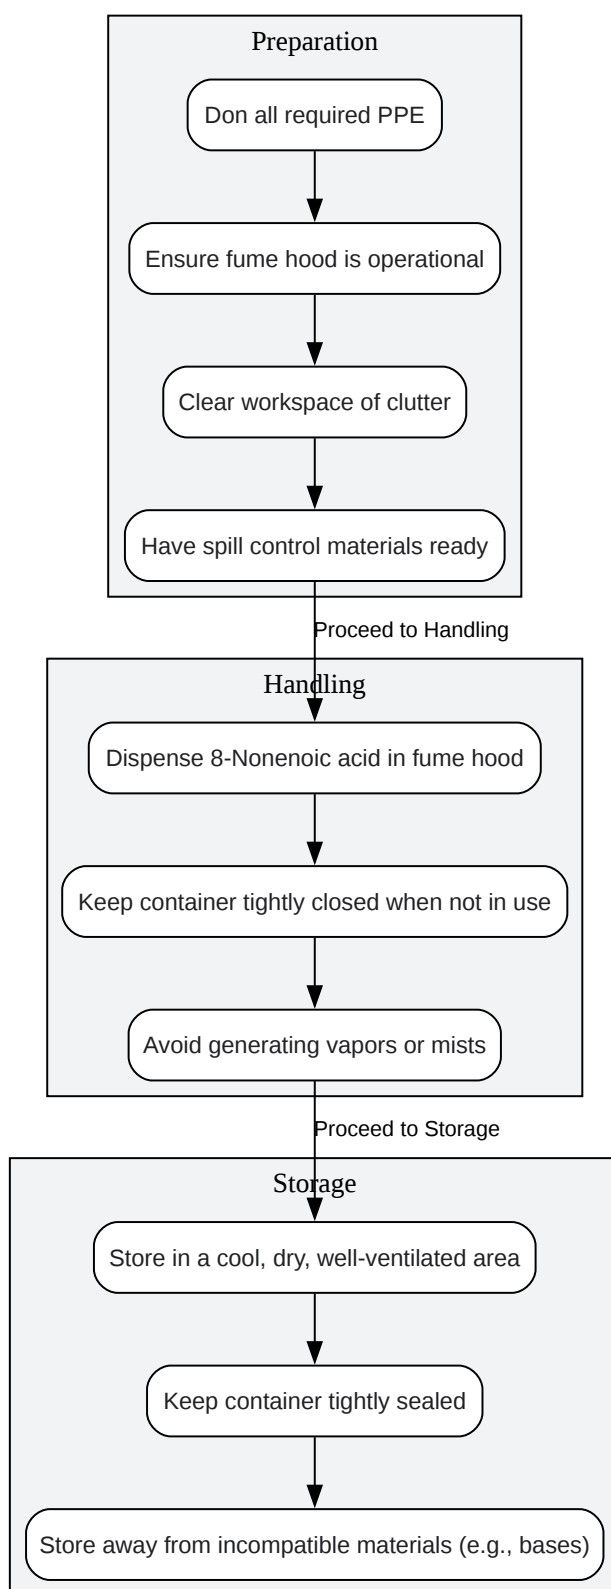 Preparation
Don all required PPE
Ensure fume hood is operational
Clear workspace of clutter
Have spill control materials ready
Proceed to Handling
Handling
Dispense 8-Nonenoic acid in fume hood
Keep container tightly closed when not in use
Avoid generating vapors or mists
Proceed to Storage
Storage
Store in a cool, dry, well-ventilated area
Keep container tightly sealed
Store away from incompatible materials (e.g., bases)